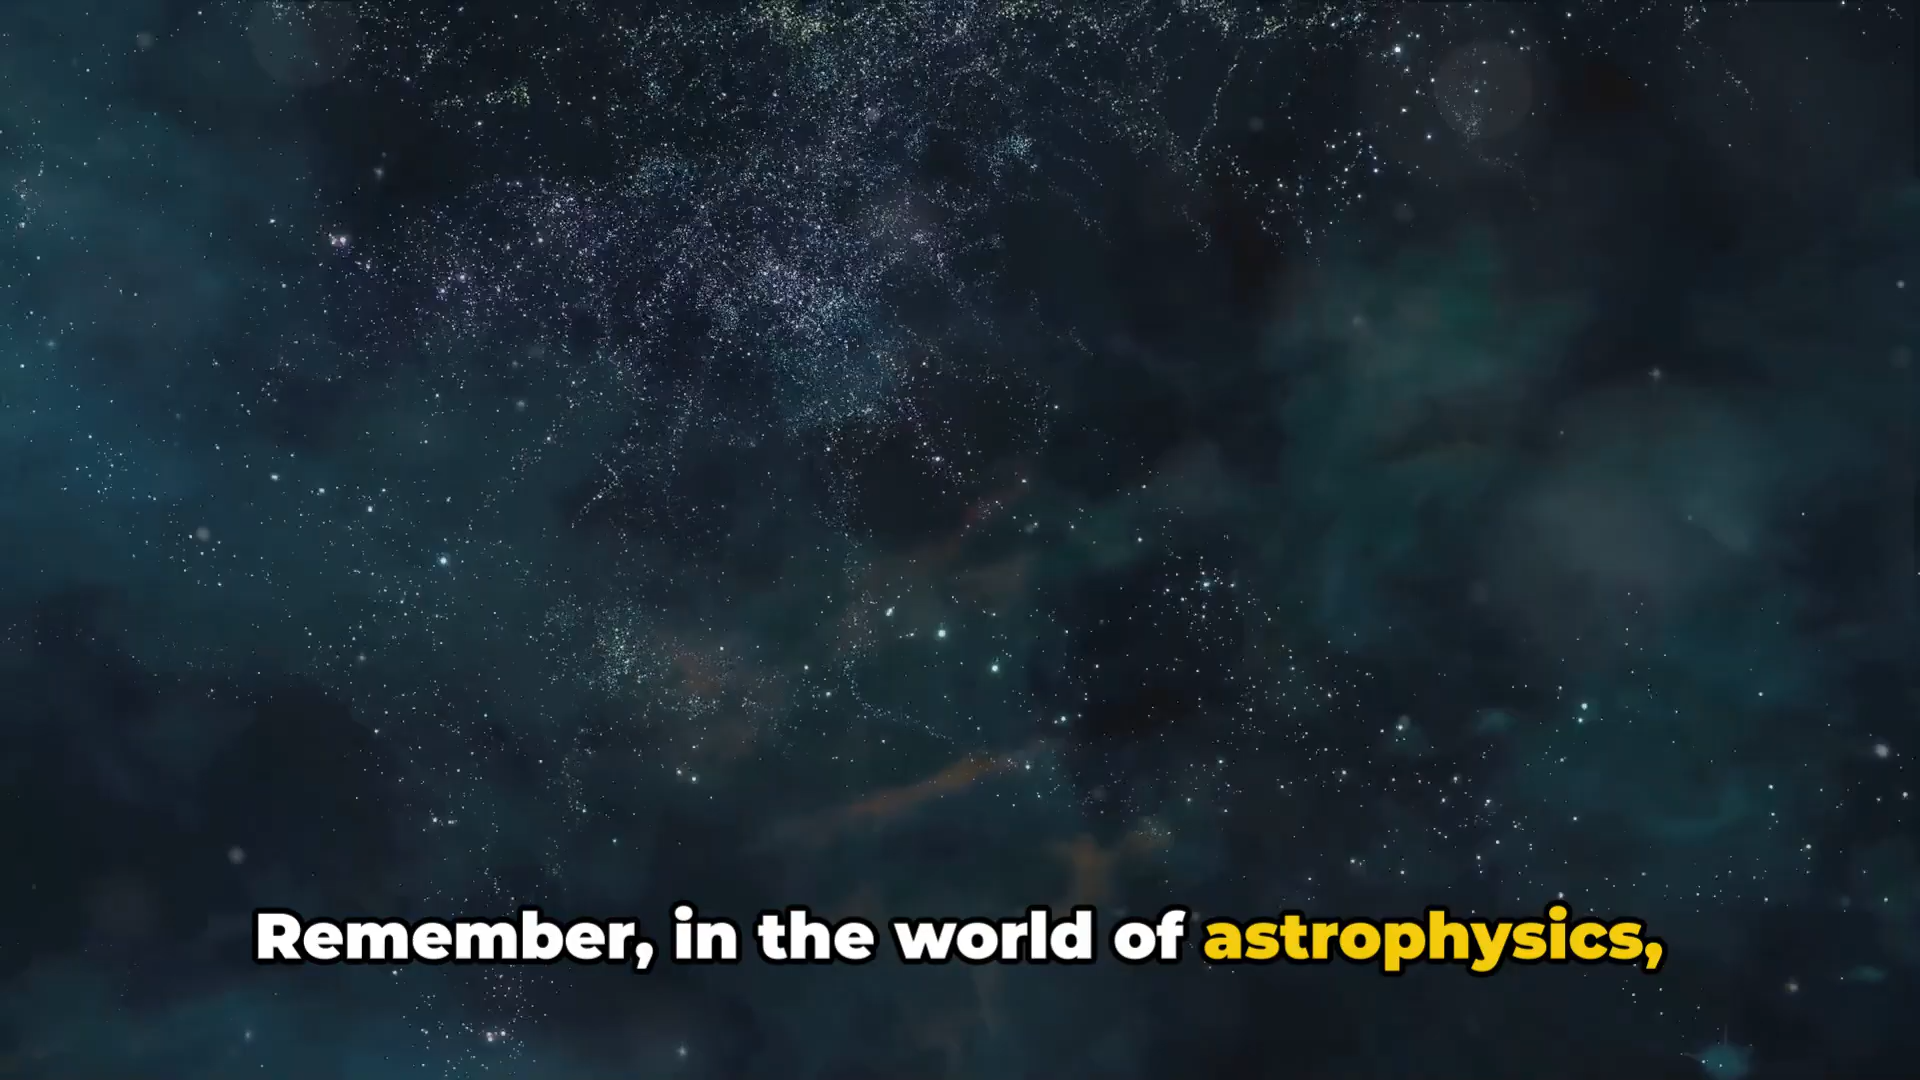 Remember, in the world of astrophysics,